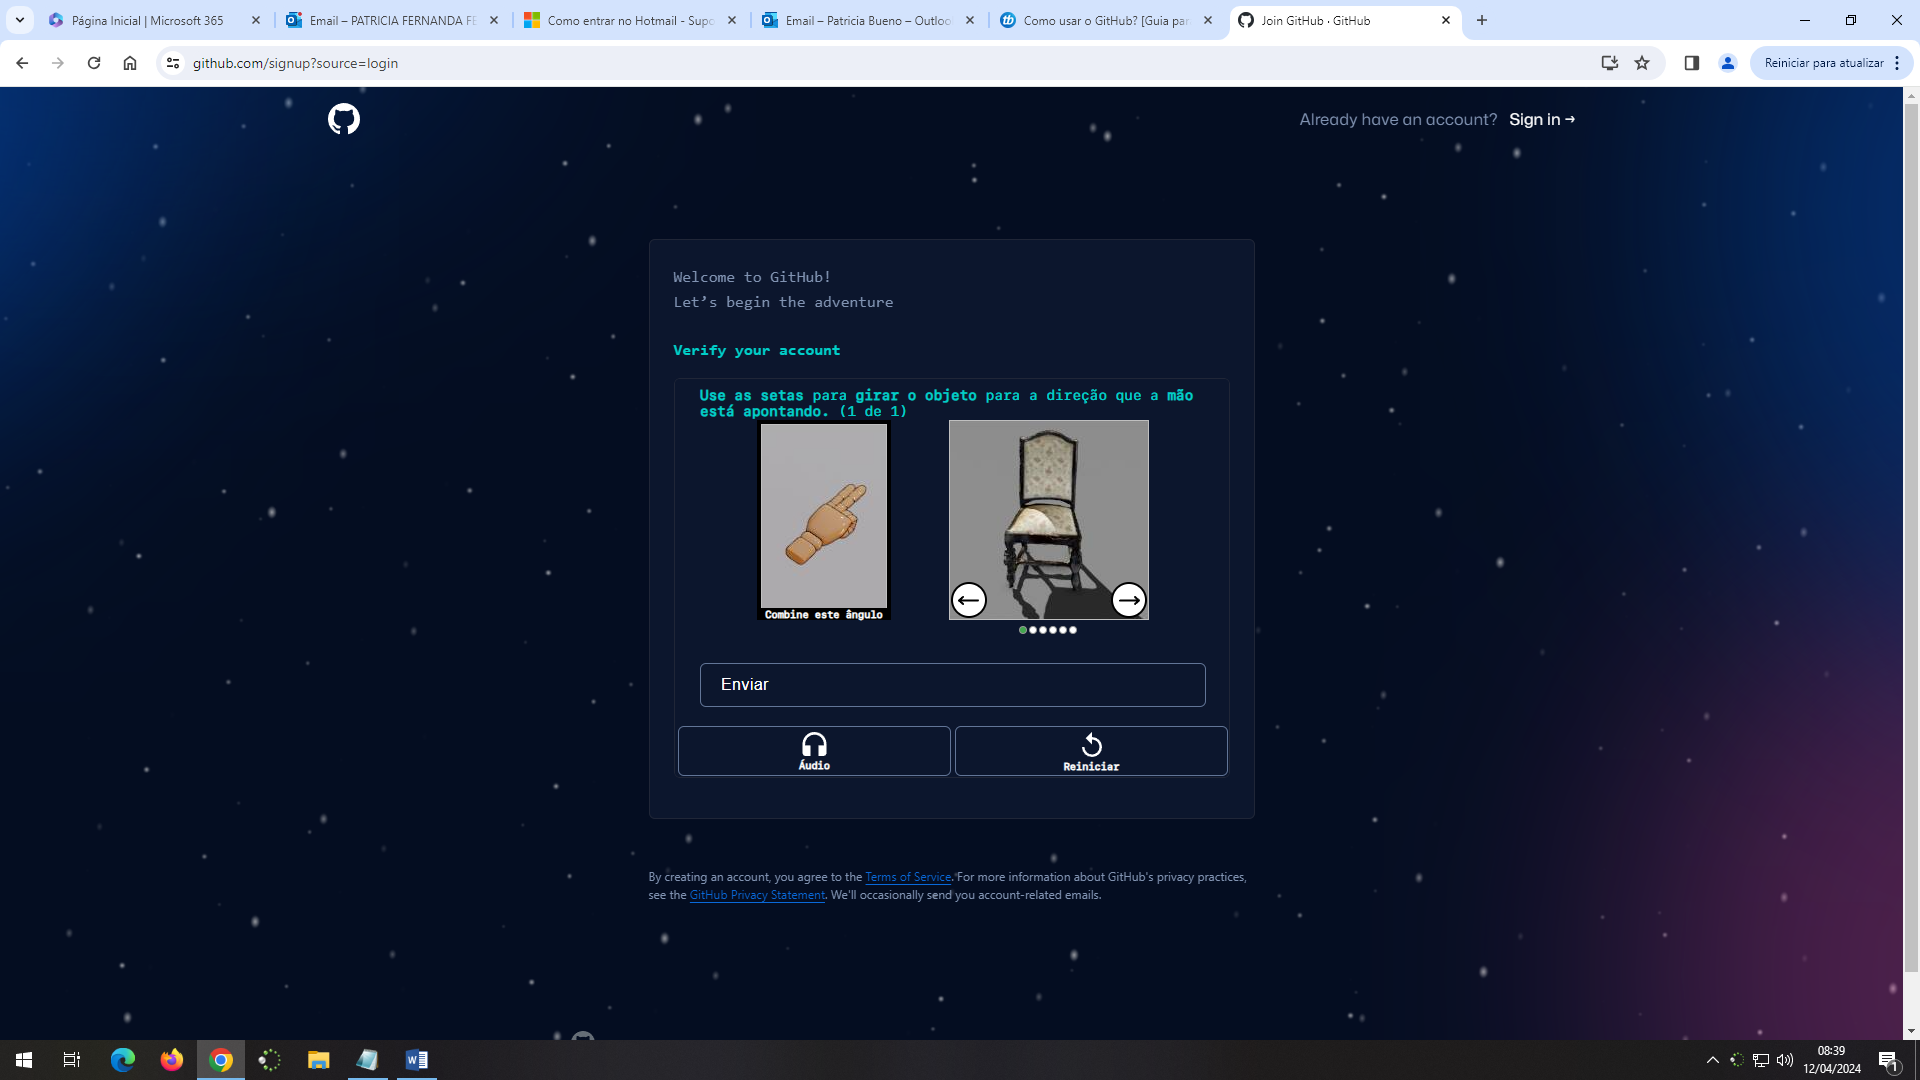 Página Inicial | Microsoft 365
Email – PATRICIA FERNANDA FE
Como entrar no Hotmail - Supo
Email – Patricia Bueno – Outloo
Como usar o GitHub? [Guia par
Join GitHub · GitHub
github.com/signup?source=login
Reiniciar para atualizar
Already have an account? Sign in →
Welcome to GitHub!
Let’s begin the adventure
Verify your account
Use as setas para girar o objeto para a direção que a mão
está apontando. (1 de 1)
Combine este ângulo
Enviar
Áudio
Reiniciar
By creating an account, you agree to the Terms of Service. For more information about GitHub's privacy practices,
see the GitHub Privacy Statement. We'll occasionally send you account-related emails.
08:39
12/04/2024
1